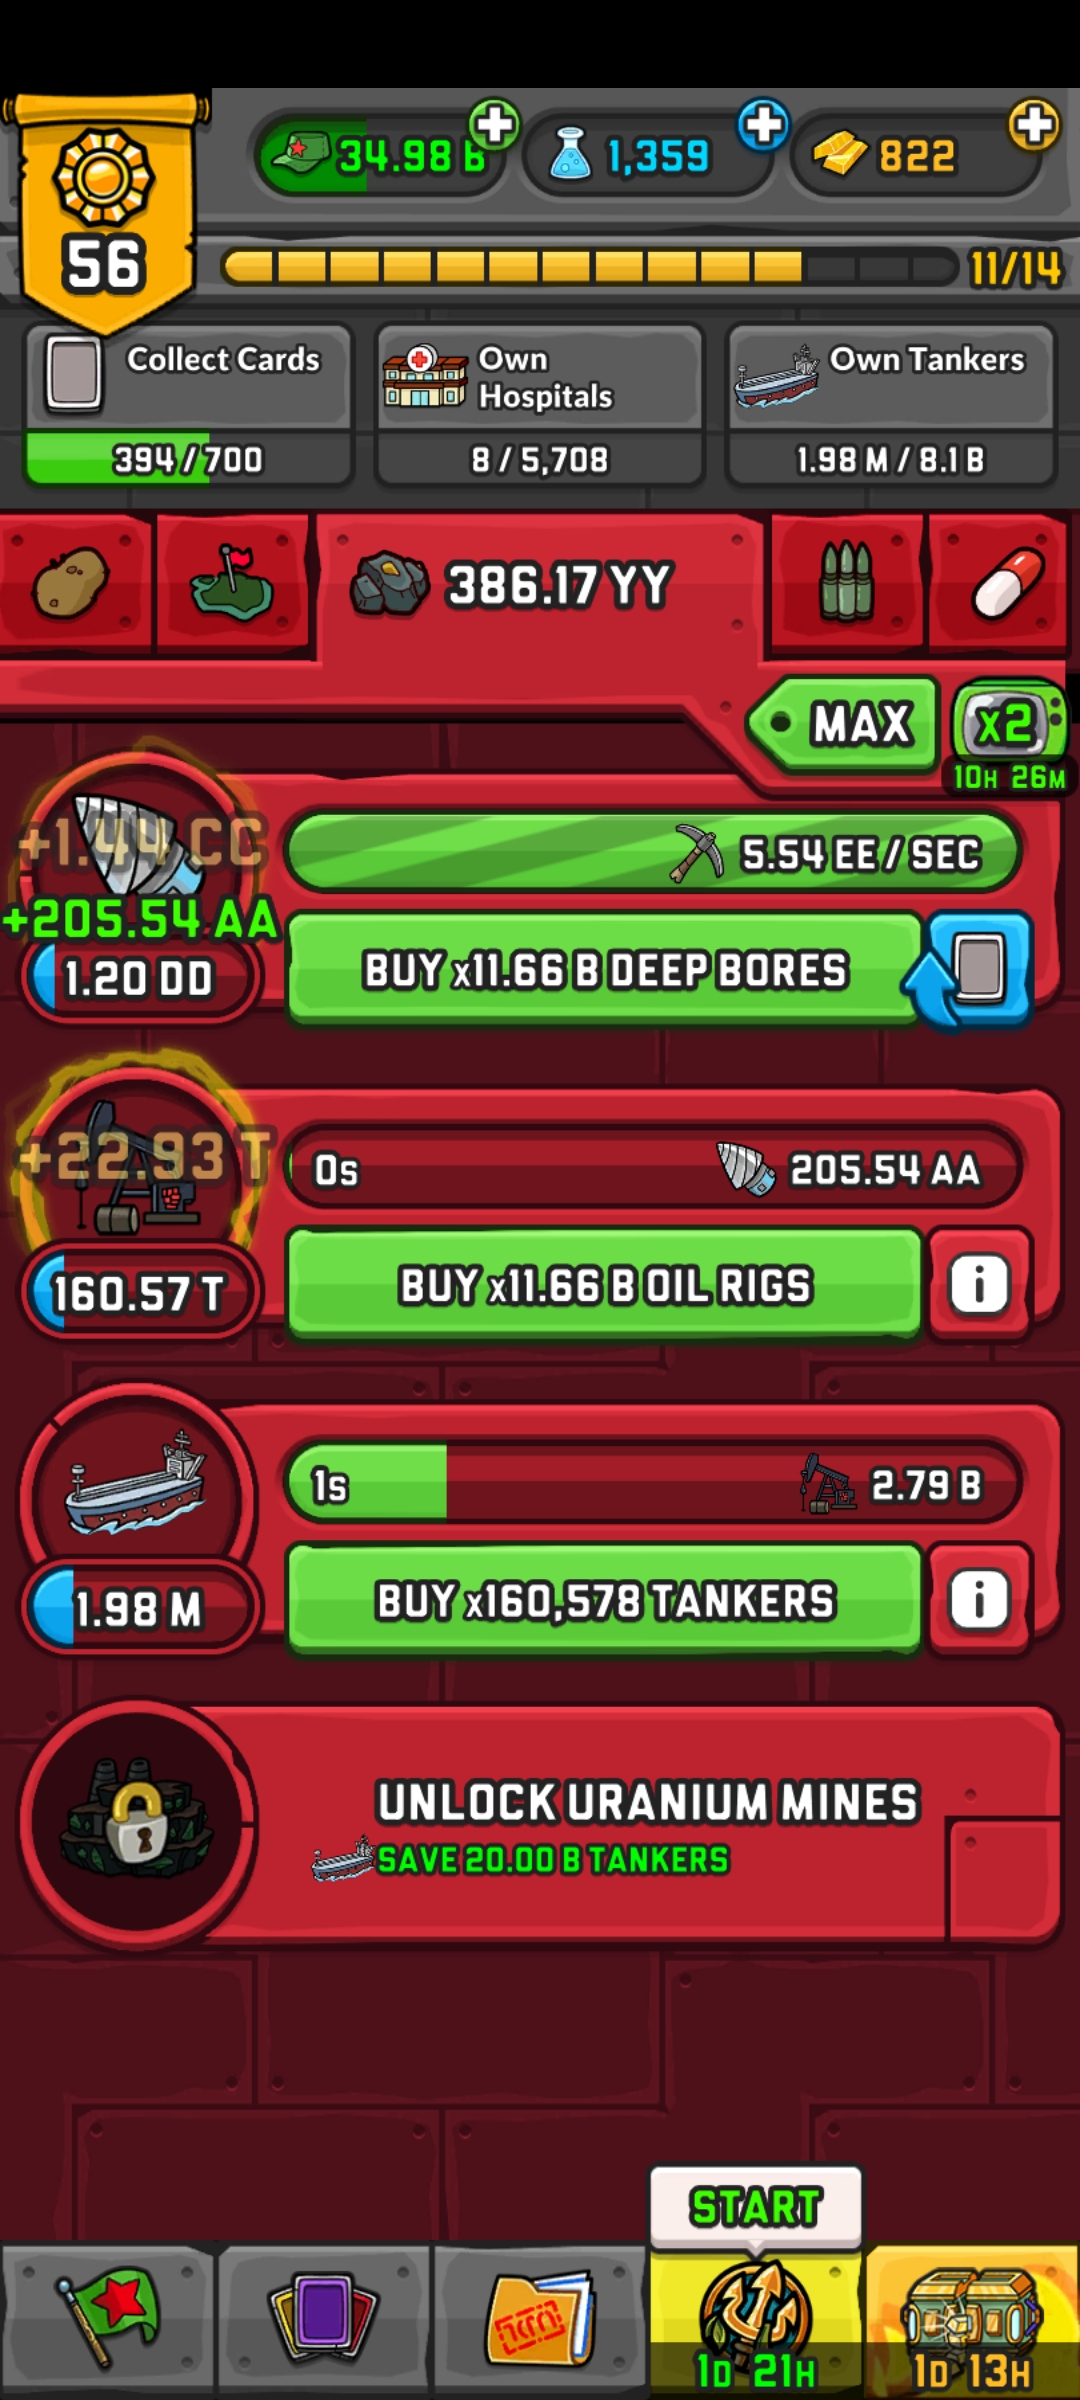 34.98 B
1,359
822
56
11/14
Collect Cards
394/700
Own
Hospitals
8/5,708
Own Tankers
1.98 M/8.1 B
386.17 YY
MAX
x2
10H 26M
+1.44 CC
+205.54 AA
1.20 DD
5.54 EE/SEC
BUY x11.66 B DEEP BORES
+22.93 T
160.57 T
0s
205.54 AA
BUY x11.66 B OIL RIGS
i
1s
2.79 B
1.98 M
BUY x160,578 TANKERS
i
UNLOCK URANIUM MINES
SAVE 20.00 B TANKERS
START
1D 21H
1D 13H